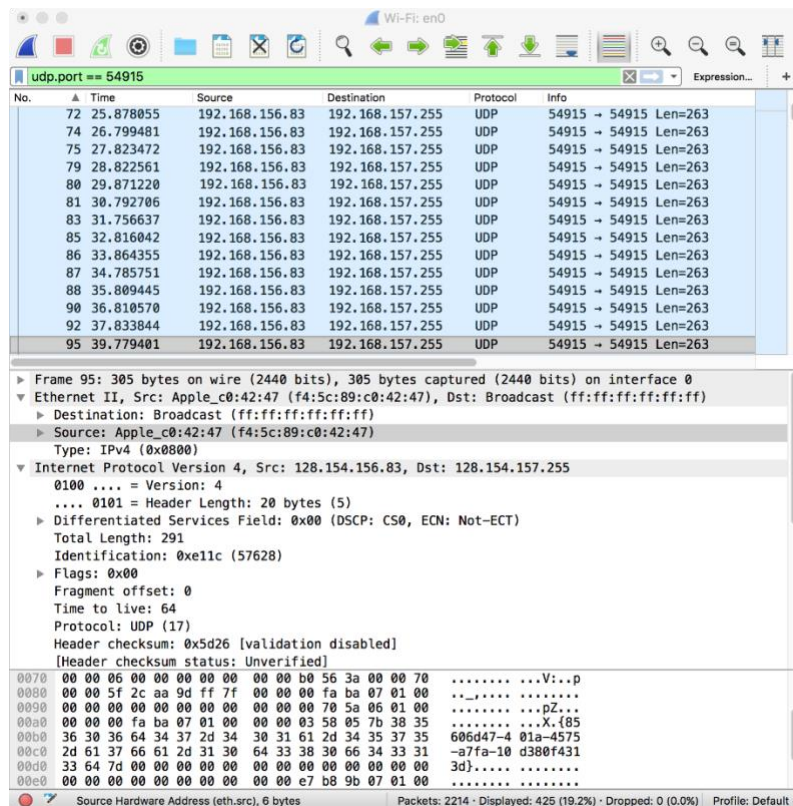 Wi-Fi: en0
udp.port == 54915 Expression... +
No. Time Source Destination Protocol Info
72 25.878055 192.168.156.83 192.168.157.255 UDP 54915 → 54915 Len=263
74 26.799481 192.168.156.83 192.168.157.255 UDP 54915 → 54915 Len=263
75 27.823472 192.168.156.83 192.168.157.255 UDP 54915 → 54915 Len=263
79 28.822561 192.168.156.83 192.168.157.255 UDP 54915 → 54915 Len=263
80 29.871220 192.168.156.83 192.168.157.255 UDP 54915 → 54915 Len=263
81 30.792706 192.168.156.83 192.168.157.255 UDP 54915 → 54915 Len=263
83 31.756637 192.168.156.83 192.168.157.255 UDP 54915 → 54915 Len=263
85 32.816042 192.168.156.83 192.168.157.255 UDP 54915 → 54915 Len=263
86 33.864355 192.168.156.83 192.168.157.255 UDP 54915 → 54915 Len=263
87 34.785751 192.168.156.83 192.168.157.255 UDP 54915 → 54915 Len=263
88 35.809445 192.168.156.83 192.168.157.255 UDP 54915 → 54915 Len=263
90 36.810570 192.168.156.83 192.168.157.255 UDP 54915 → 54915 Len=263
92 37.833844 192.168.156.83 192.168.157.255 UDP 54915 → 54915 Len=263
95 39.779401 192.168.156.83 192.168.157.255 UDP 54915 → 54915 Len=263
Frame 95: 305 bytes on wire (2440 bits), 305 bytes captured (2440 bits) on interface 0
Ethernet II, Src: Apple_c0:42:47 (f4:5c:89:c0:42:47), Dst: Broadcast (ff:ff:ff:ff:ff:ff)
Destination: Broadcast (ff:ff:ff:ff:ff:ff)
Source: Apple_c0:42:47 (f4:5c:89:c0:42:47)
Type: IPv4 (0x0800)
Internet Protocol Version 4, Src: 128.154.156.83, Dst: 128.154.157.255
0100 .... = Version: 4
.... 0101 = Header Length: 20 bytes (5)
Differentiated Services Field: 0x00 (DSCP: CS0, ECN: Not-ECT)
Total Length: 291
Identification: 0xe11c (57628)
Flags: 0x00
Fragment offset: 0
Time to live: 64
Protocol: UDP (17)
Header checksum: 0x5d26 [validation disabled]
[Header checksum status: Unverified]
0070 00 00 06 00 00 00 00 00 00 00 b0 56 3a 00 00 70 ........ ...V:..p
0080 00 00 5f 2c aa 9d ff 7f 00 00 00 fa ba 07 01 00 .._,.... ........
0090 00 00 00 00 00 00 00 00 00 00 00 70 5a 06 01 00 ........ ...pZ...
00a0 00 00 00 fa ba 07 01 00 00 00 03 58 05 7b 38 35 ........ ...X.{85
00b0 36 30 36 64 34 37 2d 34 30 31 61 2d 34 35 37 35 606d47-4 01a-4575
00c0 2d 61 37 66 61 2d 31 30 64 33 38 30 66 34 33 31 -a7fa-10 d380f431
00d0 33 64 7d 00 00 00 00 00 00 00 00 00 00 00 00 00 3d}..... ........
00e0 00 00 00 00 00 00 00 00 00 00 e7 b8 9b 07 01 00 ........ ........
Source Hardware Address (eth.src), 6 bytes Packets: 2214 · Displayed: 425 (19.2%) · Dropped: 0 (0.0%) Profile: Default